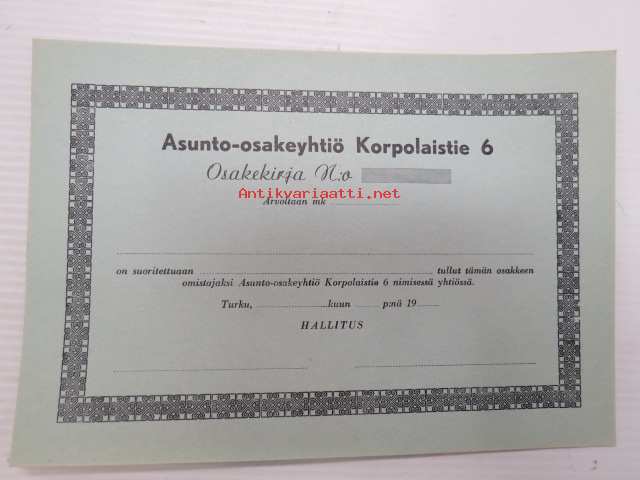 Asunto-osakeyhtiö Korpolaistie 6
Osakekirja N:o
Antikvariaatti.net
Arvoltaan mk
on suoritettuaan tullut tämän osakkeen
omistajaksi Asunto-osakeyhtiö Korpolaistie 6 nimisessä yhtiössä.
Turku, kuun p:nä 19
HALLITUS